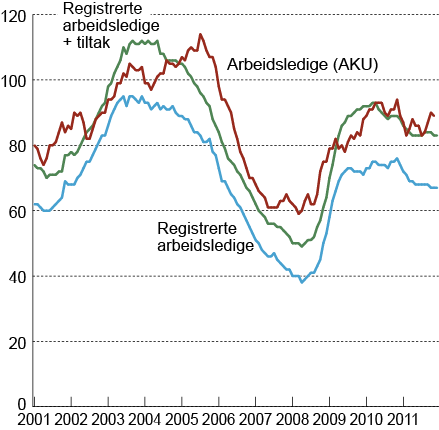 Registrerte
arbeidsledige
+ tiltak
Arbeidsledige (AKU)
Registrerte
arbeidsledige
120
100
80
60
40
20
0
2001 2002 2003 2004 2005 2006 2007 2008 2009 2010 2011